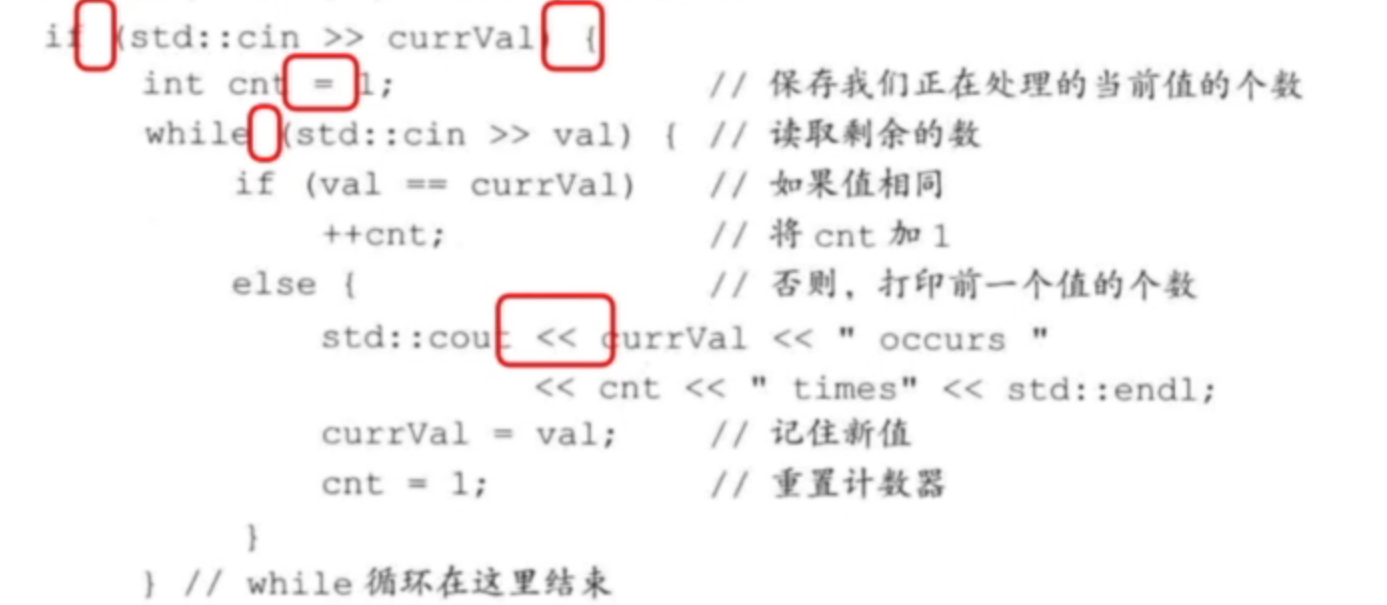 if (std::cin >> currVal) {
int cnt = 1; // 保存我们正在处理的当前值的个数
while (std::cin >> val) { // 读取剩余的数
if (val == currVal) // 如果值相同
++cnt; // 将 cnt 加 1
else { // 否则，打印前一个值的个数
std::cout << currVal << " occurs "
<< cnt << " times" << std::endl;
currVal = val; // 记住新值
cnt = 1; // 重置计数器
}
} // while 循环在这里结束